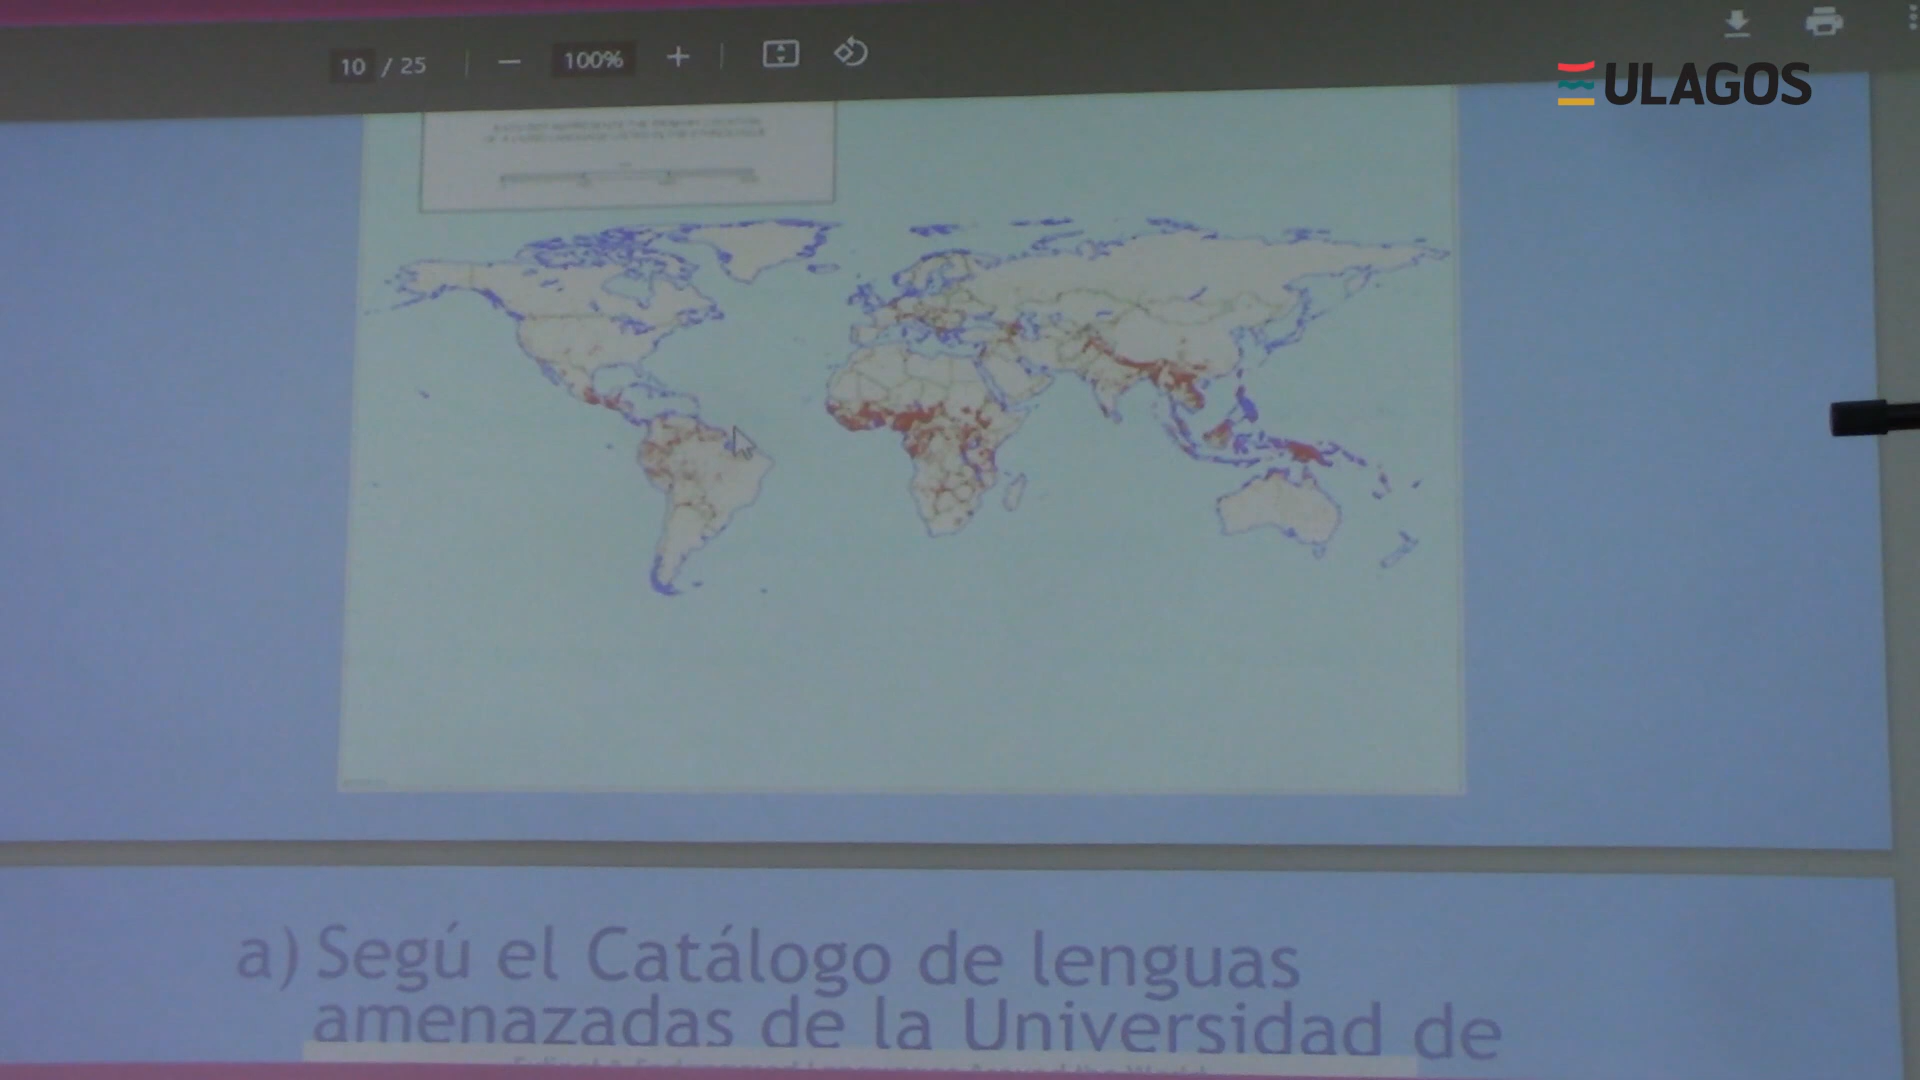 10 / 25
100%
ULAGOS
a) Segú el Catálogo de lenguas
amenazadas de la Universidad de